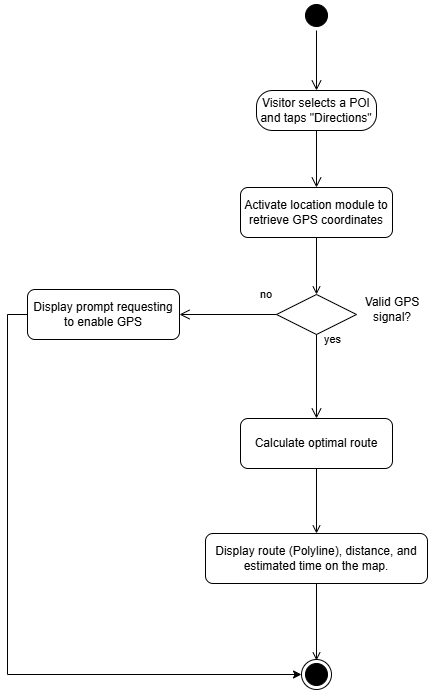 Visitor selects a POI
and taps "Directions"
Activate location module to
retrieve GPS coordinates
no
Valid GPS
signal?
Display prompt requesting
to enable GPS
yes
Calculate optimal route
Display route (Polyline), distance, and
estimated time on the map.